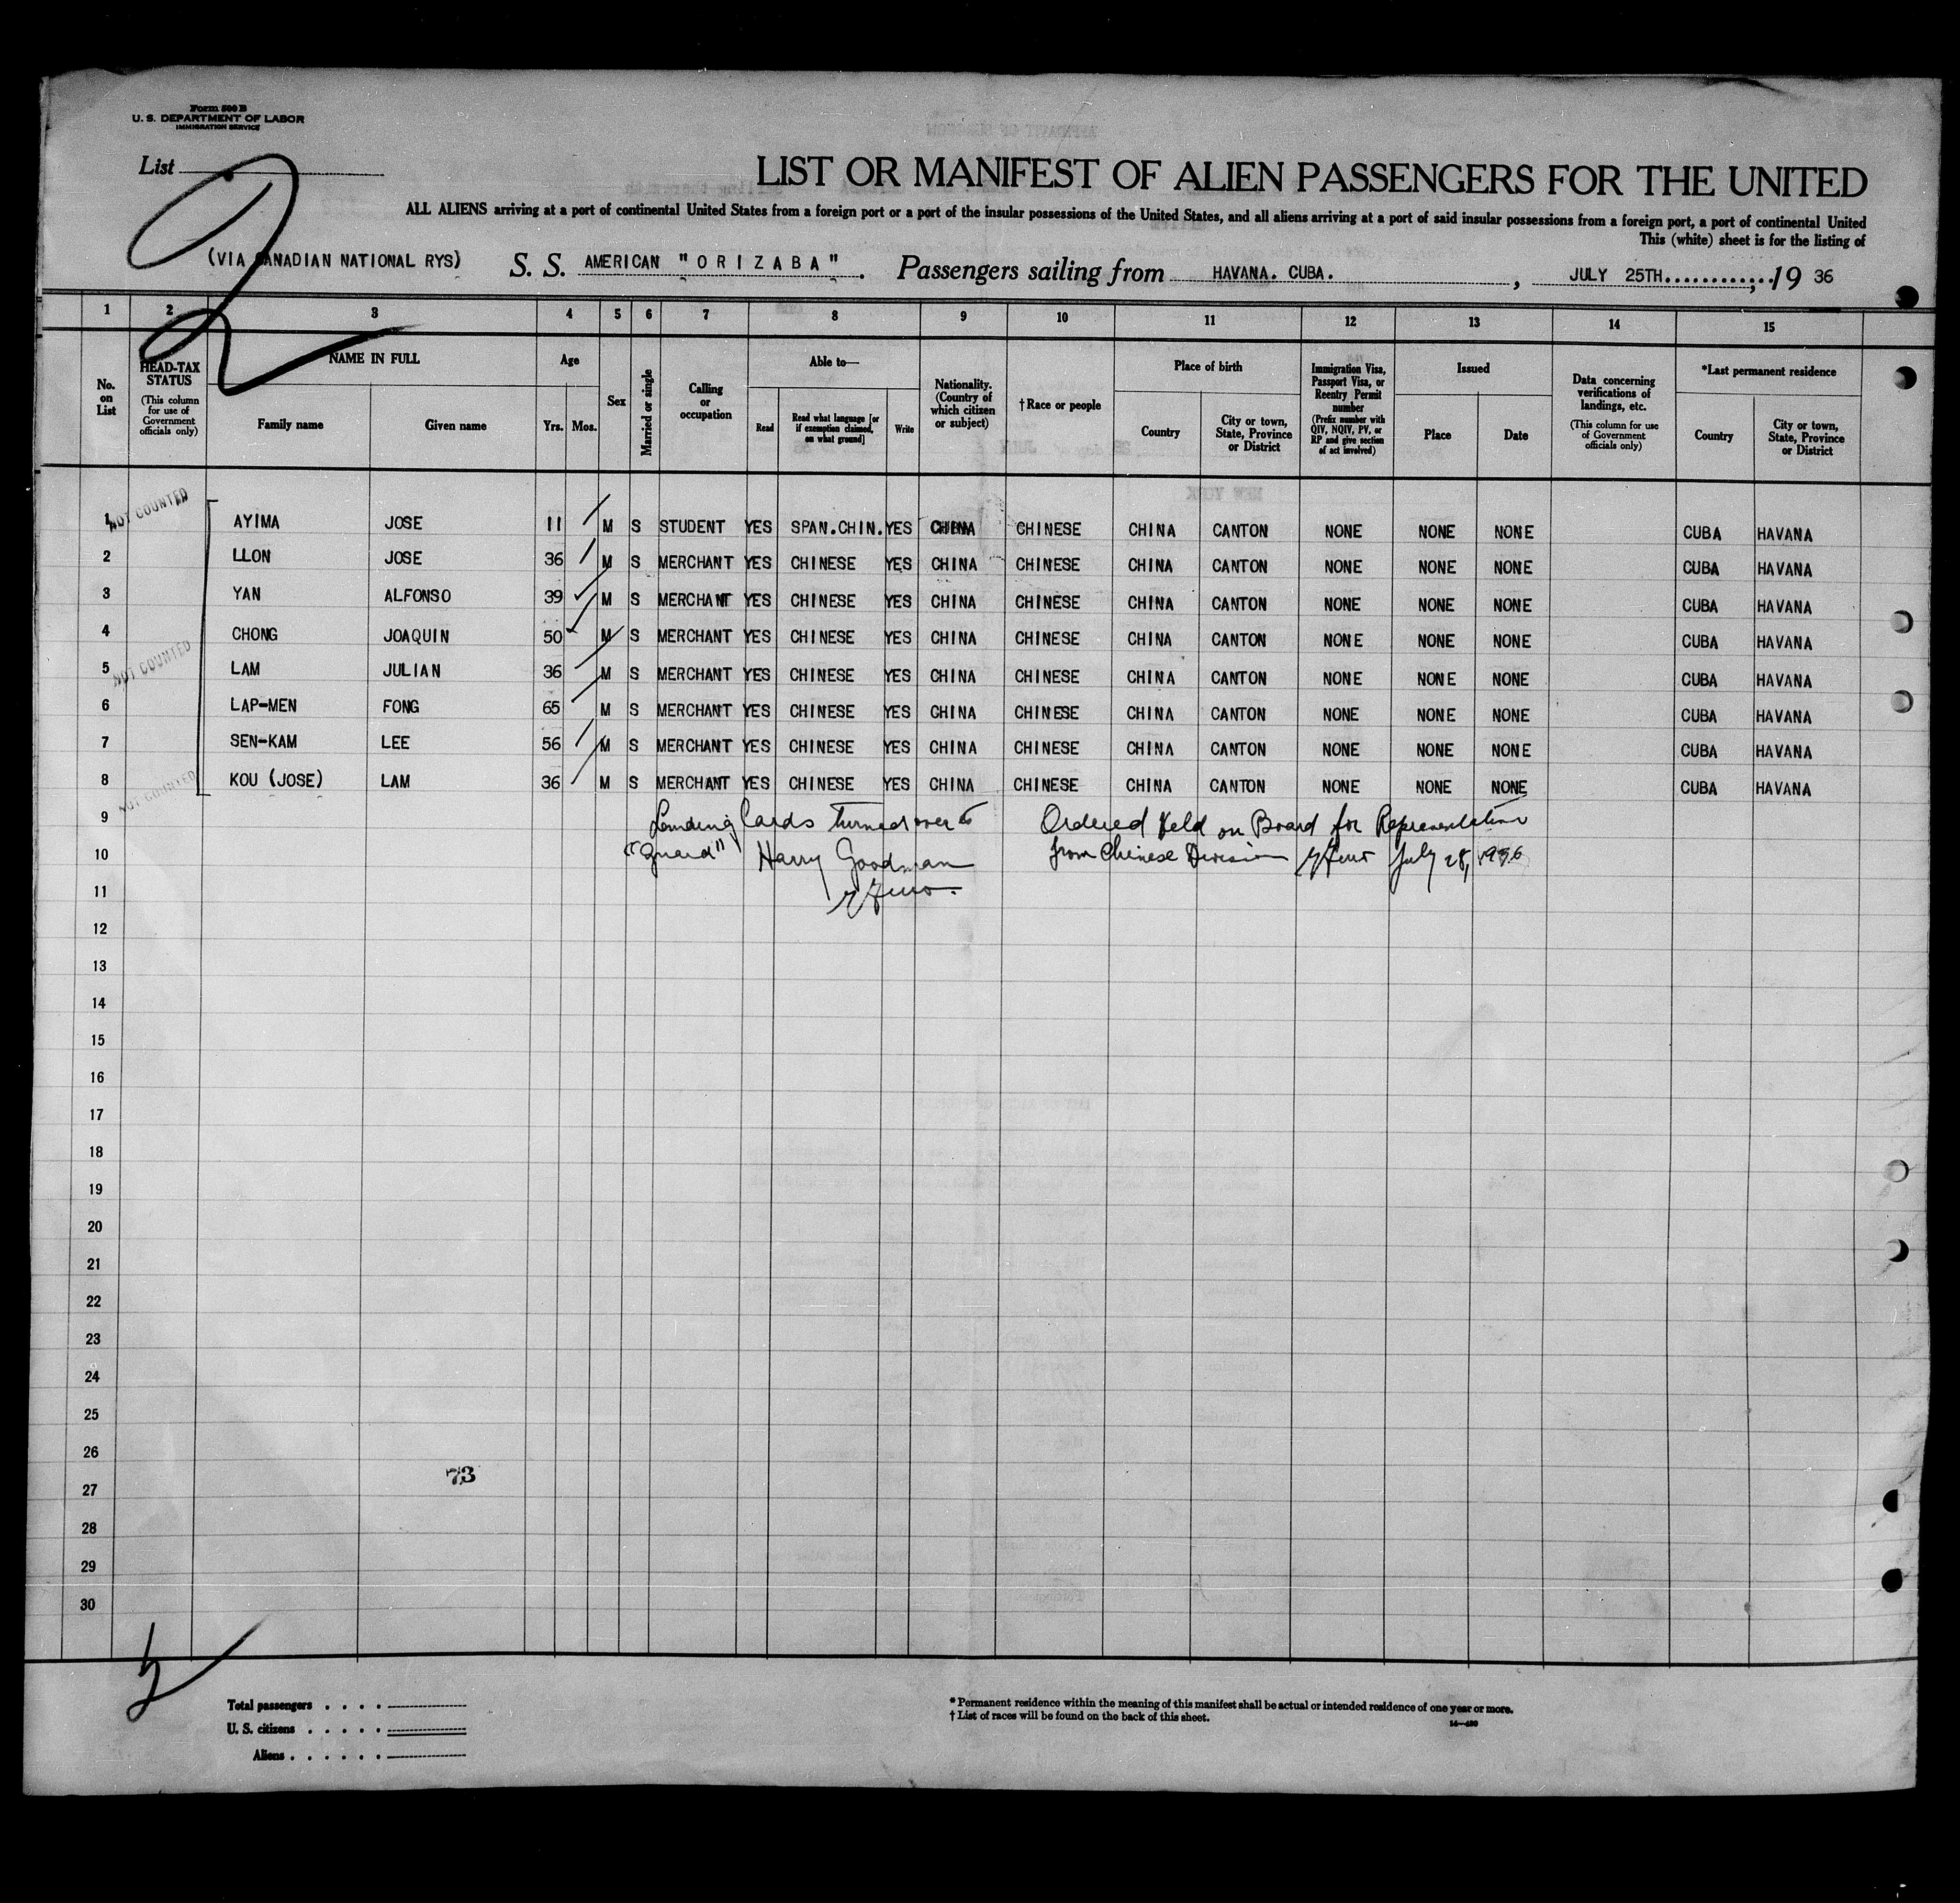 Form 500 B
U. S. DEPARTMENT OF LABOR
IMMIGRATION SERVICE
List
LIST OR MANIFEST OF ALIEN PASSENGERS FOR THE UNITED
ALL ALIENS arriving at a port of continental United States from a foreign port or a port of the insular possessions of the United States, and all aliens arriving at a port of said insular possessions from a foreign port, a port of continental United
This (white) sheet is for the listing of
(VIA CANADIAN NATIONAL RYS) S. S. AMERICAN "ORIZABA". Passengers sailing from HAVANA. CUBA. , JULY 25TH............, 19 36
1 2 3 4 5 6 7 8 9 10 11 12 13 14 15
No. on List
HEAD-TAX STATUS (This column for use of Government officials only)
NAME IN FULL Family name Given name
Age Yrs. Mos.
Sex
Married or single
Calling or occupation
Able to— Read Read what language [or if exemption claimed, on what ground] Write
Nationality. (Country of which citizen or subject)
† Race or people
Place of birth Country City or town, State, Province or District
Immigration Visa, Passport Visa, or Reentry Permit number (Prefix number with QIV, NQIV, PV, or RP and give section of act involved)
Issued Place Date
Data concerning verifications of landings, etc. (This column for use of Government officials only)
*Last permanent residence Country City or town, State, Province or District
NOT COUNTED
1 AYIMA JOSE 11 M S STUDENT YES SPAN.CHIN. YES CHINA CHINESE CHINA CANTON NONE NONE NONE CUBA HAVANA
2 LLON JOSE 36 M S MERCHANT YES CHINESE YES CHINA CHINESE CHINA CANTON NONE NONE NONE CUBA HAVANA
3 YAN ALFONSO 39 M S MERCHANT YES CHINESE YES CHINA CHINESE CHINA CANTON NONE NONE NONE CUBA HAVANA
4 CHONG JOAQUIN 50 M S MERCHANT YES CHINESE YES CHINA CHINESE CHINA CANTON NONE NONE NONE CUBA HAVANA
NOT COUNTED
5 LAM JULIAN 36 M S MERCHANT YES CHINESE YES CHINA CHINESE CHINA CANTON NONE NONE NONE CUBA HAVANA
6 LAP-MEN FONG 65 M S MERCHANT YES CHINESE YES CHINA CHINESE CHINA CANTON NONE NONE NONE CUBA HAVANA
7 SEN-KAM LEE 56 M S MERCHANT YES CHINESE YES CHINA CHINESE CHINA CANTON NONE NONE NONE CUBA HAVANA
8 KOU (JOSE) LAM 36 M S MERCHANT YES CHINESE YES CHINA CHINESE CHINA CANTON NONE NONE NONE CUBA HAVANA
NOT COUNTED
9 Landing Cards turned over to Ordered Held on Board for Representative
10 "Guard" Harry Goodman from Chinese Division July 28, 1936
11
12
13
14
15
16
17
18
19
20
21
22
23
24
25
26
73
27
28
29
30
Total passengers . . . .
U. S. citizens . . . . .
Aliens . . . . . .
* Permanent residence within the meaning of this manifest shall be actual or intended residence of one year or more.
† List of races will be found on the back of this sheet.
14—430